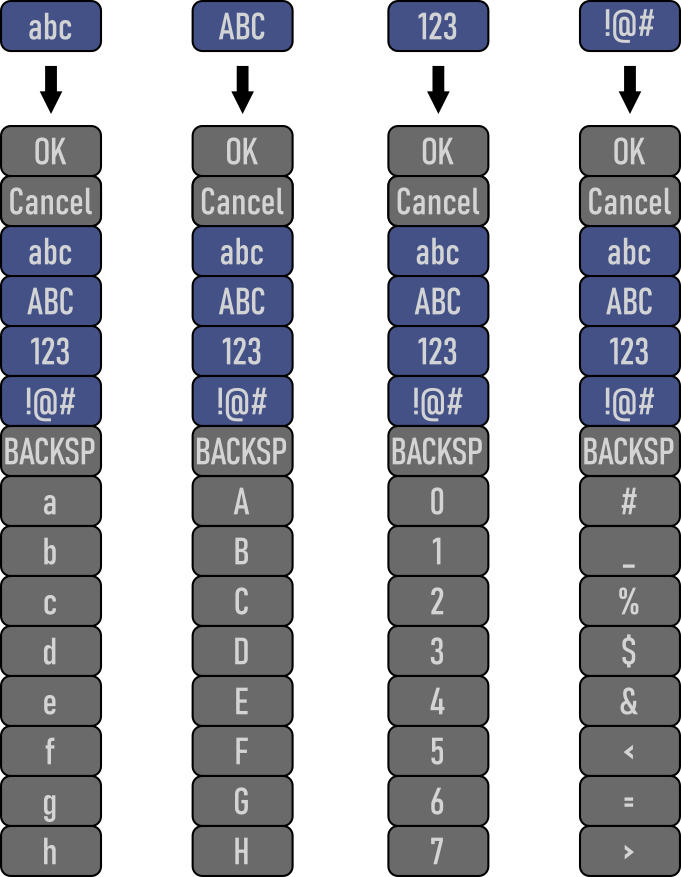 abc ABC 123 !@#
OK OK OK OK
Cancel Cancel Cancel Cancel
abc abc abc abc
ABC ABC ABC ABC
123 123 123 123
!@# !@# !@# !@#
BACKSP BACKSP BACKSP BACKSP
a A 0 #
b B 1 _
c C 2 %
d D 3 $
e E 4 &
f F 5 <
g G 6 =
h H 7 >